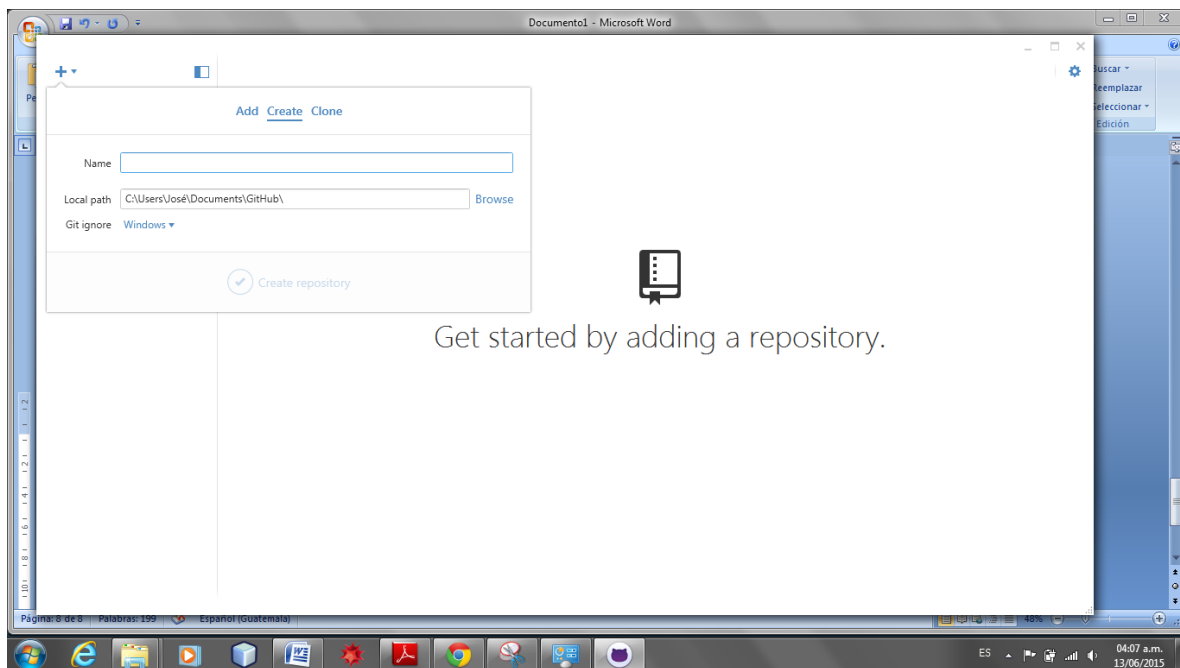 Documento1 - Microsoft Word
Buscar
Reemplazar
Seleccionar
Edición
Pe
Add Create Clone
Name
Local path C:\Users\José\Documents\GitHub\ Browse
Git ignore Windows
Create repository
Get started by adding a repository.
Página: 8 de 8 Palabras: 199 Español (Guatemala) 48%
ES 04:07 a.m.
13/06/2015